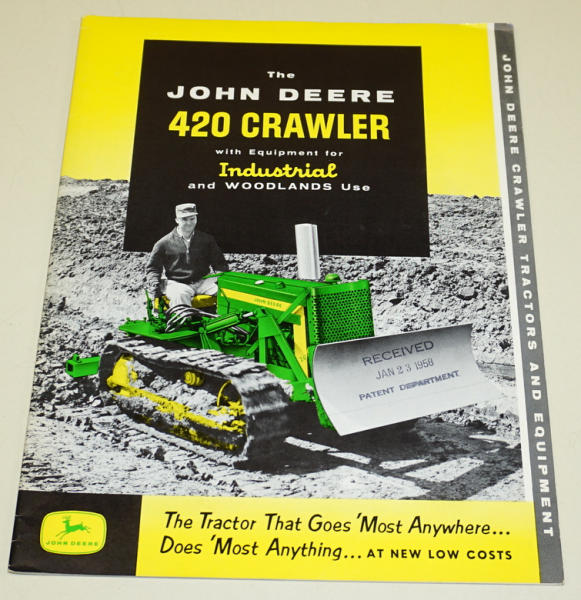 The
JOHN DEERE
420 CRAWLER
with Equipment for
Industrial
and WOODLANDS Use
JOHN DEERE CRAWLER TRACTORS AND EQUIPMENT
JOHN DEERE
RECEIVED
JAN 23 1958
PATENT DEPARTMENT
The Tractor That Goes 'Most Anywhere...
Does 'Most Anything... AT NEW LOW COSTS
JOHN DEERE